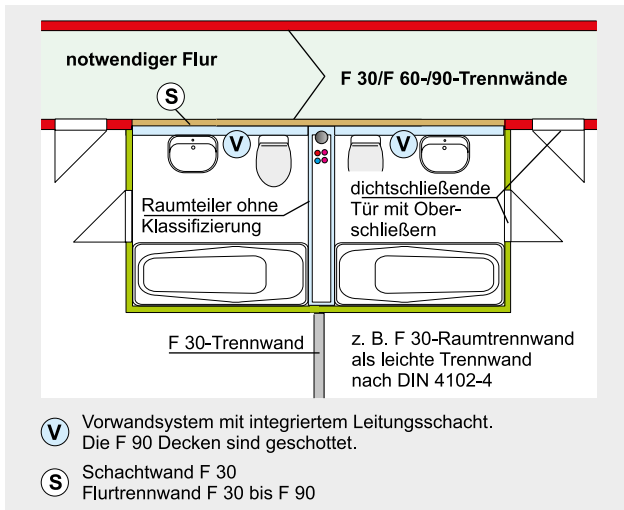 notwendiger Flur
F 30/F 60-/90-Trennwände
S
V
V
Raumteiler ohne
Klassifizierung
dichtschließende
Tür mit Ober-
schließern
F 30-Trennwand
z. B. F 30-Raumtrennwand
als leichte Trennwand
nach DIN 4102-4
V Vorwandsystem mit integriertem Leitungsschacht.
Die F 90 Decken sind geschottet.
S Schachtwand F 30
Flurtrennwand F 30 bis F 90